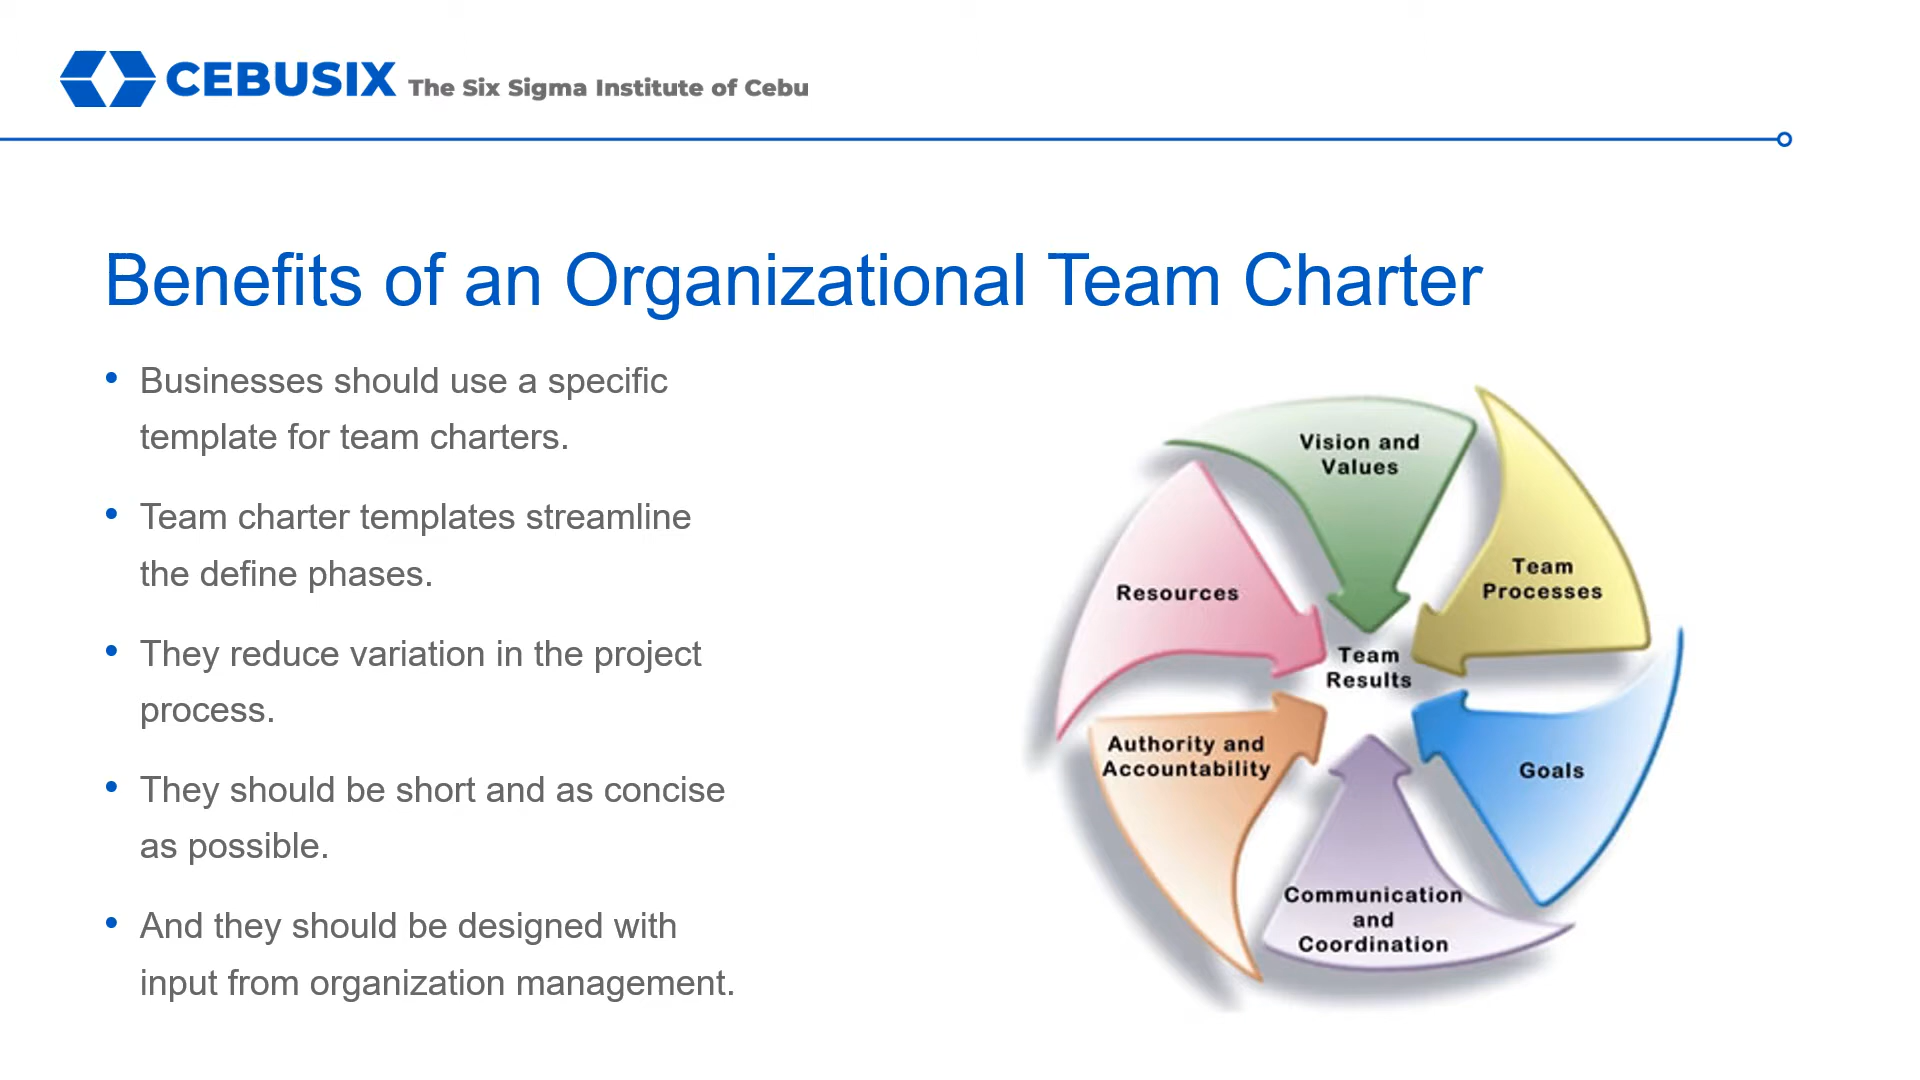 CEBUSIX The Six Sigma Institute of Cebu
Benefits of an Organizational Team Charter
• Businesses should use a specific
template for team charters.
• Team charter templates streamline
the define phases.
• They reduce variation in the project
process.
• They should be short and as concise
as possible.
• And they should be designed with
input from organization management.
Vision and
Values
Team
Processes
Resources
Team
Results
Authority and
Accountability
Goals
Communication
and
Coordination